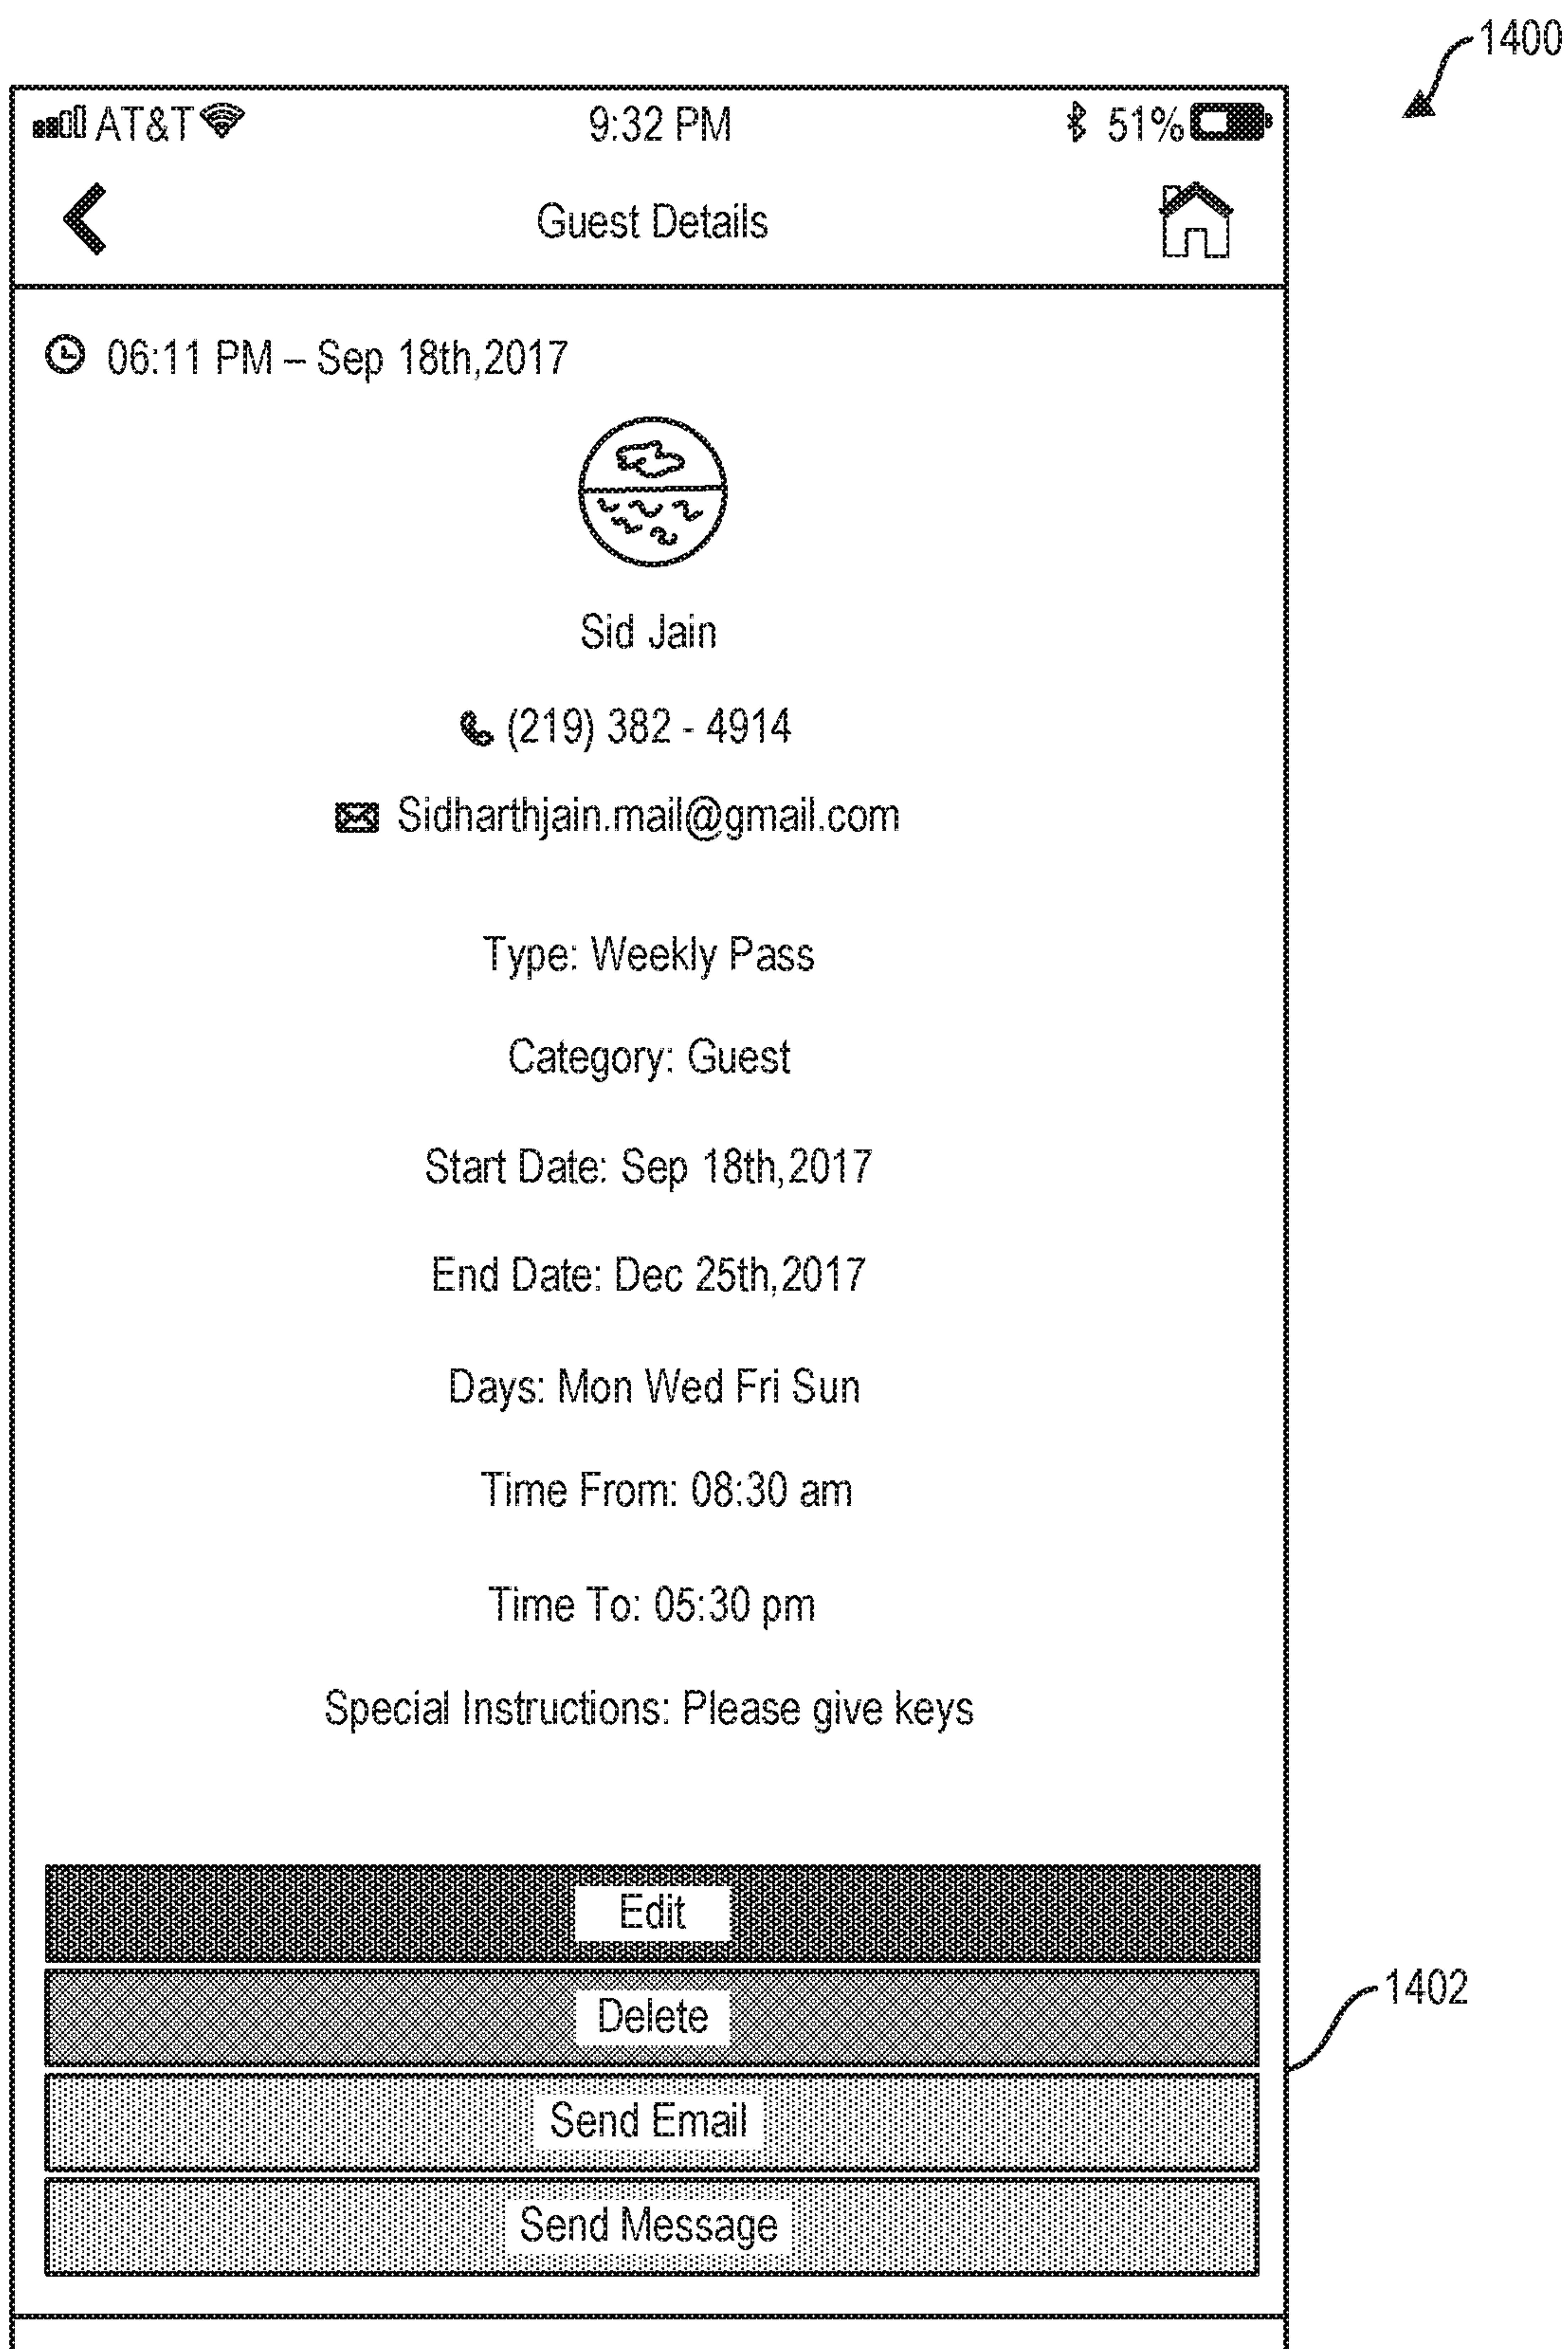 1400
AT&T 9:32 PM 51%
Guest Details
06:11 PM – Sep 18th,2017
Sid Jain
(219) 382 - 4914
Sidharthjain.mail@gmail.com
Type: Weekly Pass
Category: Guest
Start Date: Sep 18th,2017
End Date: Dec 25th,2017
Days: Mon Wed Fri Sun
Time From: 08:30 am
Time To: 05:30 pm
Special Instructions: Please give keys
Edit
Delete
1402
Send Email
Send Message